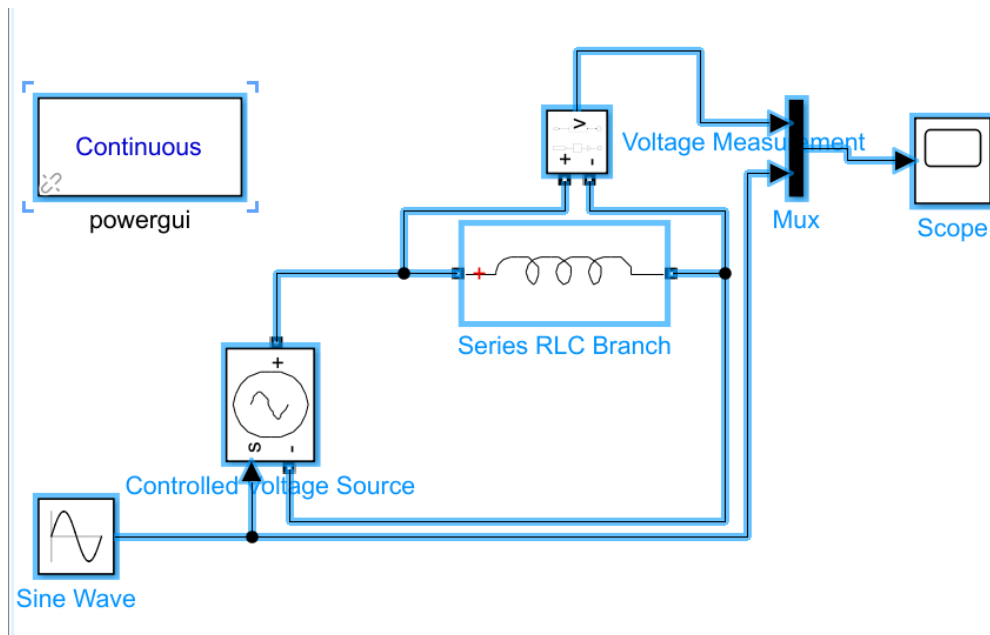 Continuous
powergui
v
+ -
Voltage Measurement
Mux
Scope
+
Series RLC Branch
+
s -
Controlled Voltage Source
Sine Wave